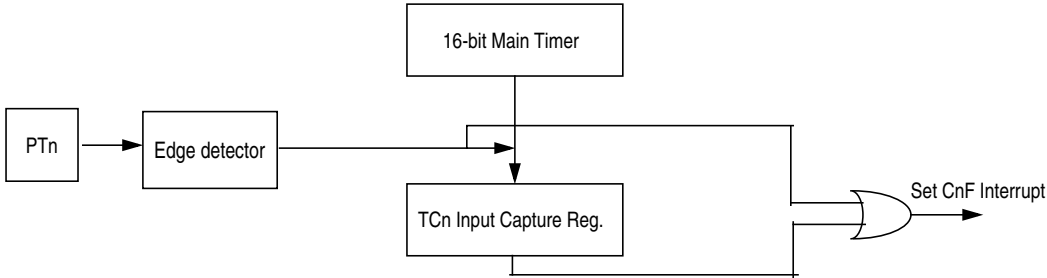 16-bit Main Timer
PTn
Edge detector
TCn Input Capture Reg.
Set CnF Interrupt